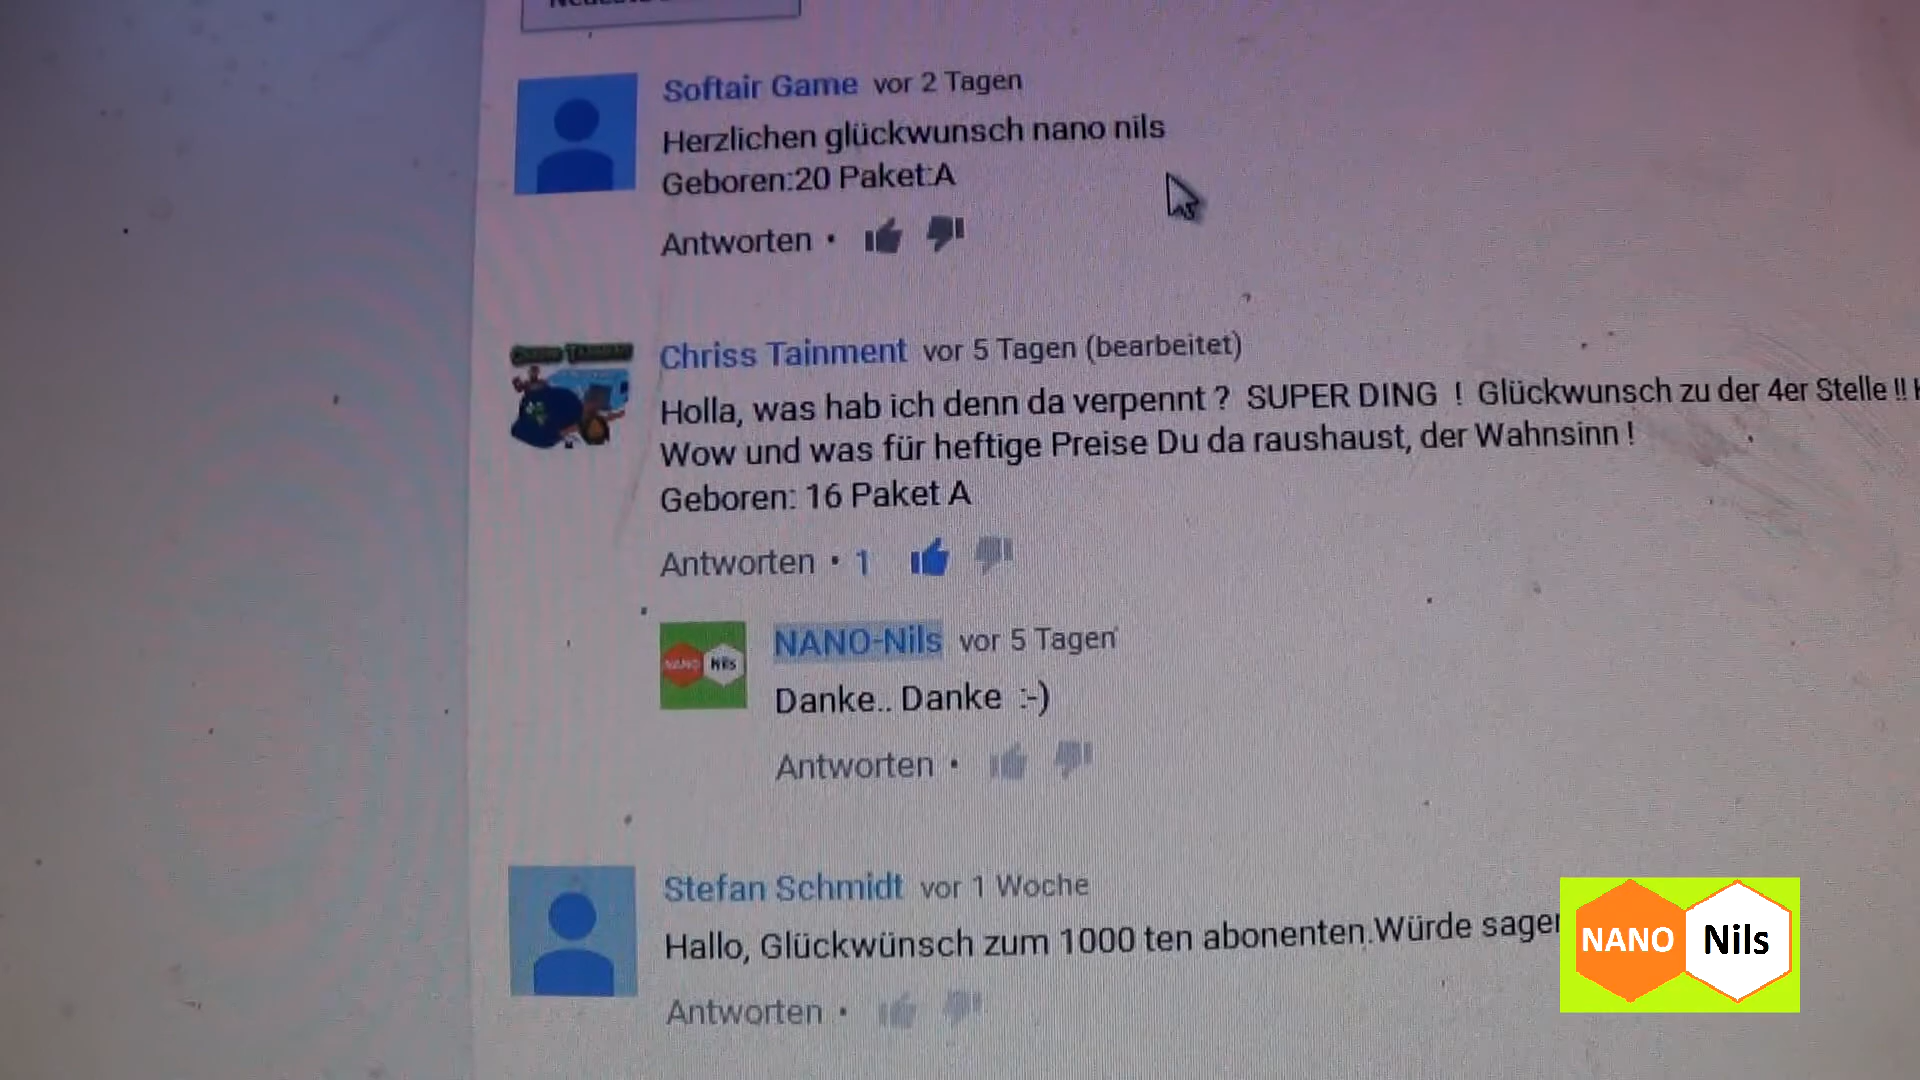 Softair Game vor 2 Tagen
Herzlichen glückwunsch nano nils
Geboren:20 Paket:A
Antworten •
Chriss Tainment vor 5 Tagen (bearbeitet)
Holla, was hab ich denn da verpennt ? SUPER DING ! Glückwunsch zu der 4er Stelle !!
Wow und was für heftige Preise Du da raushaust, der Wahnsinn !
Geboren: 16 Paket A
Antworten • 1
NANO Nils
NANO-Nils vor 5 Tagen
Danke.. Danke :-)
Antworten •
Stefan Schmidt vor 1 Woche
Hallo, Glückwünsch zum 1000 ten abonenten.Würde sagen
Antworten •
NANO Nils